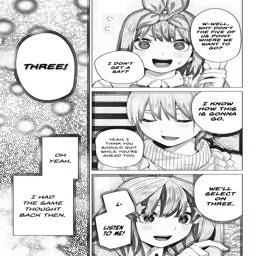 W-WELL,
WHY DON'T
THE FIVE OF
US POINT
WHERE WE
WANT TO
GO?
I DON'T
GET A
SAY?
I KNOW
HOW THIS
IS GONNA
GO.
YEAH, I
THINK YOU
SHOULD QUIT
WHILE YOU'RE
AHEAD TOO.
WE'LL
SELECT
ON
THREE.
L-
LISTEN
TO ME!
THREE!
OH
YEAH.
I HAD
THE SAME
THOUGHT
BACK THEN.